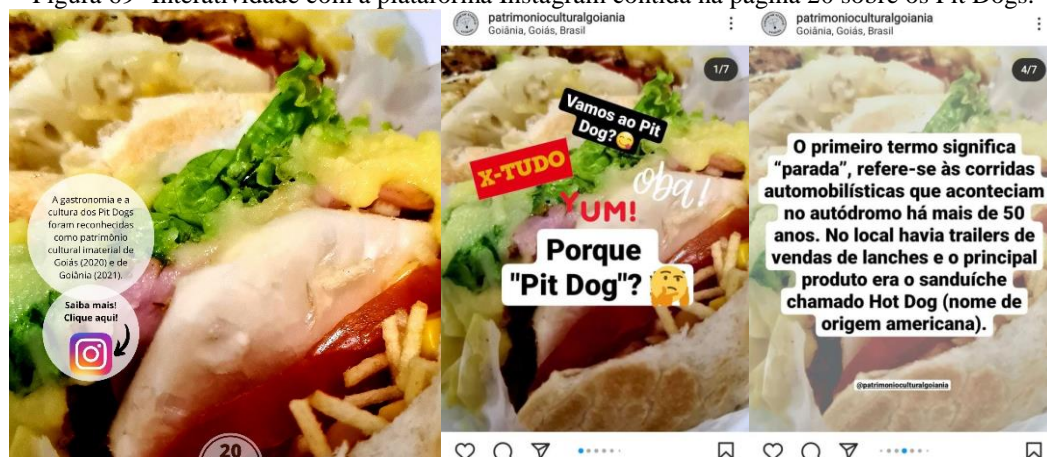 Figura 69- Interatividade com a plataforma Instagram contida na página 20 sobre os Pit Dogs.
A gastronomia e a
cultura dos Pit Dogs
foram reconhecidas
como patrimônio
cultural imaterial de
Goiás (2020) e de
Goiânia (2021).
Saiba mais!
Clique aqui!
20
patrimonioculturalgoiania
Goiânia, Goiás, Brasil
1/7
Vamos ao Pit
Dog?😋
X-TUDO
oba!
YUM!
Porque
"Pit Dog"?🤔
patrimonioculturalgoiania
Goiânia, Goiás, Brasil
4/7
O primeiro termo significa
“parada”, refere-se às corridas
automobilísticas que aconteciam
no autódromo há mais de 50
anos. No local havia trailers de
vendas de lanches e o principal
produto era o sanduíche
chamado Hot Dog (nome de
origem americana).
@patrimonioculturalgoiania